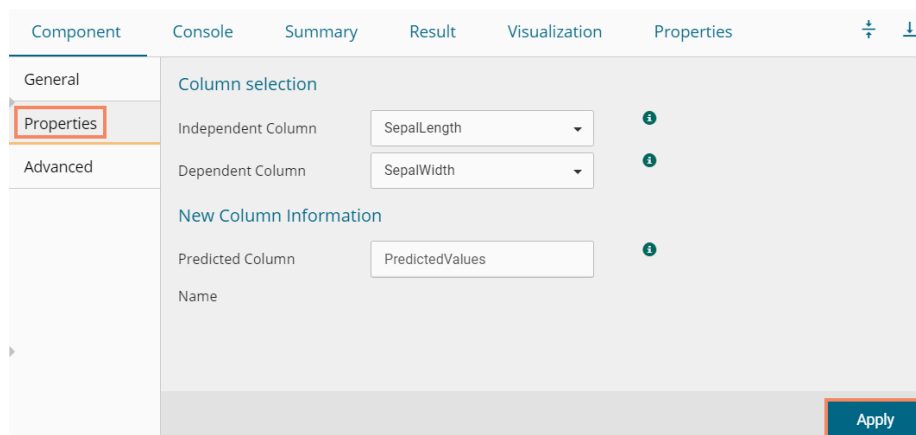 Component Console Summary Result Visualization Properties
General
Properties
Advanced
Column selection
Independent Column SepalLength
Dependent Column SepalWidth
New Column Information
Predicted Column PredictedValues
Name
Apply